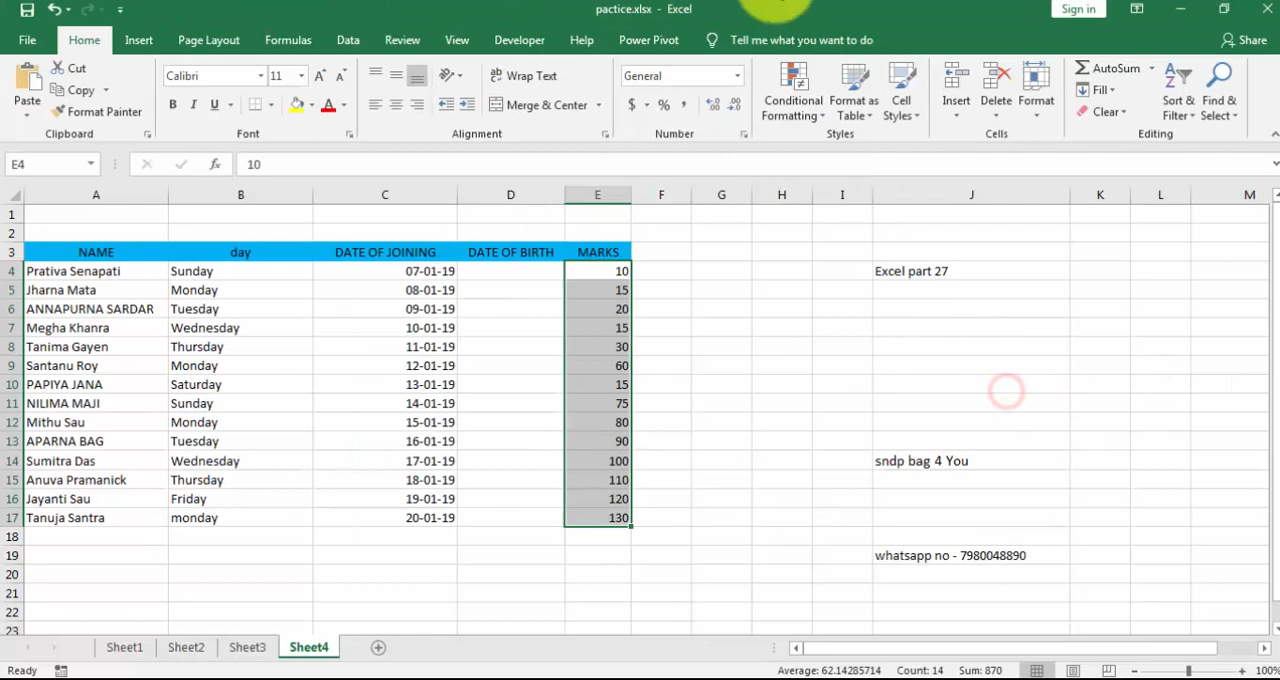 pactice.xlsx - Excel
Sign in
File Home Insert Page Layout Formulas Data Review View Developer Help Power Pivot Tell me what you want to do Share
Paste
Cut
Copy
Format Painter
Clipboard
Calibri 11
B I U
Font
Wrap Text
Merge & Center
Alignment
General
$ % ,
Number
Conditional Formatting
Format as Table
Cell Styles
Styles
Insert
Delete
Format
Cells
AutoSum
Fill
Clear
Sort & Filter
Find & Select
Editing
E4 fx 10
A B C D E F G H I J K L M
1
2
3 NAME day DATE OF JOINING DATE OF BIRTH MARKS
4 Prativa Senapati Sunday 07-01-19 10 Excel part 27
5 Jharna Mata Monday 08-01-19 15
6 ANNAPURNA SARDAR Tuesday 09-01-19 20
7 Megha Khanra Wednesday 10-01-19 15
8 Tanima Gayen Thursday 11-01-19 30
9 Santanu Roy Monday 12-01-19 60
10 PAPIYA JANA Saturday 13-01-19 15
11 NILIMA MAJI Sunday 14-01-19 75
12 Mithu Sau Monday 15-01-19 80
13 APARNA BAG Tuesday 16-01-19 90
14 Sumitra Das Wednesday 17-01-19 100 sndp bag 4 You
15 Anuva Pramanick Thursday 18-01-19 110
16 Jayanti Sau Friday 19-01-19 120
17 Tanuja Santra monday 20-01-19 130
18
19 whatsapp no - 7980048890
20
21
22
23
Sheet1 Sheet2 Sheet3 Sheet4
Ready Average: 62.14285714 Count: 14 Sum: 870 100%